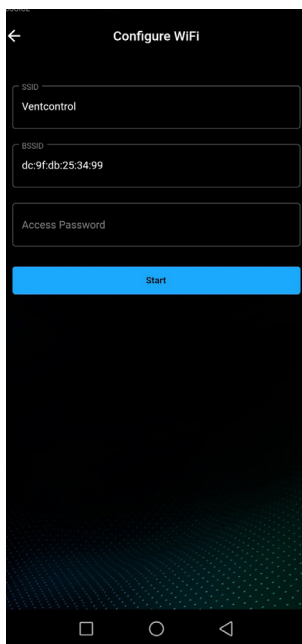 Configure WiFi
SSID
Ventcontrol
BSSID
dc:9f:db:25:34:99
Access Password
Start